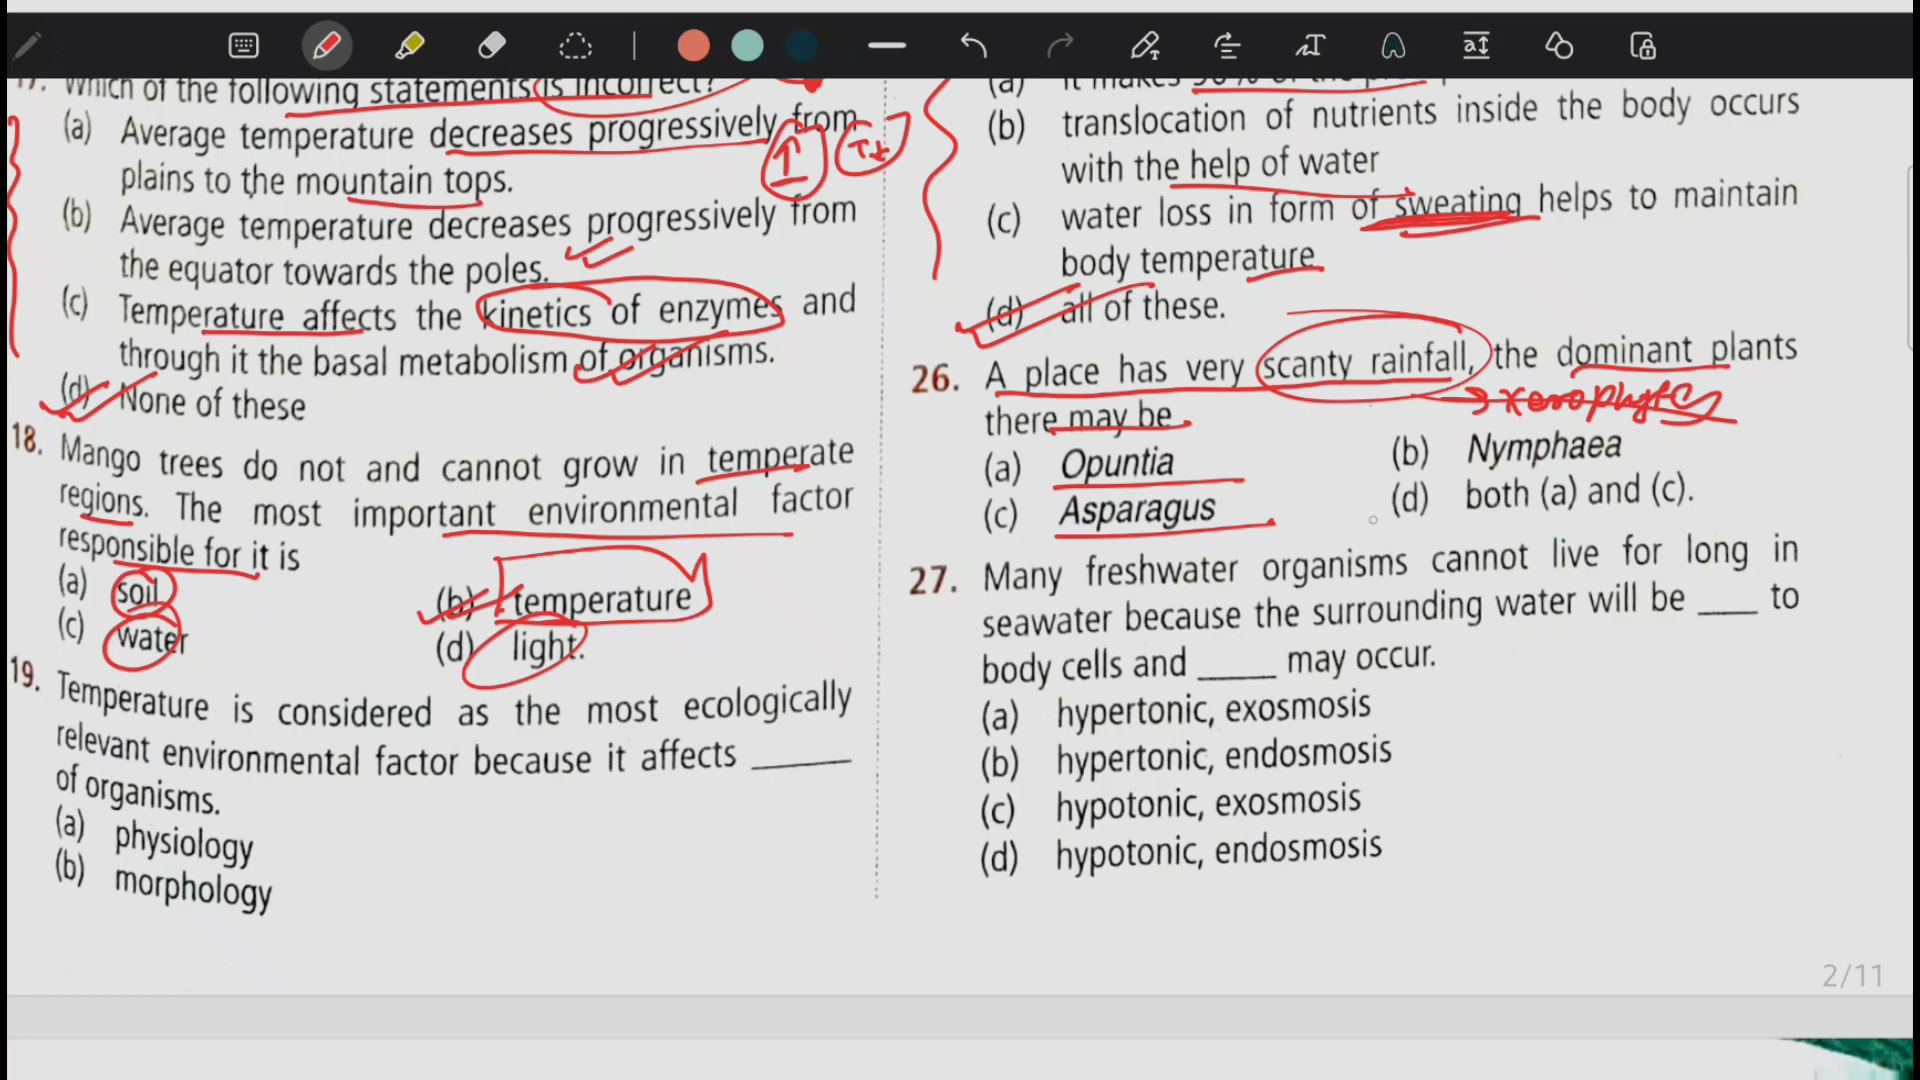 17. Which of the following statements is incorrect?
(a) Average temperature decreases progressively from
plains to the mountain tops.
(b) Average temperature decreases progressively from
the equator towards the poles.
(c) Temperature affects the kinetics of enzymes and
through it the basal metabolism of organisms.
(d) None of these
18. Mango trees do not and cannot grow in temperate
regions. The most important environmental factor
responsible for it is
(a) soil (b) temperature
(c) water (d) light.
19. Temperature is considered as the most ecologically
relevant environmental factor because it affects ______
of organisms.
(a) physiology
(b) morphology
(a) it makes 90% of the
(b) translocation of nutrients inside the body occurs
with the help of water
(c) water loss in form of sweating helps to maintain
body temperature
(d) all of these.
26. A place has very scanty rainfall, the dominant plants
→ xerophytes
there may be
(a) Opuntia (b) Nymphaea
(c) Asparagus (d) both (a) and (c).
27. Many freshwater organisms cannot live for long in
seawater because the surrounding water will be ____ to
body cells and _____ may occur.
(a) hypertonic, exosmosis
(b) hypertonic, endosmosis
(c) hypotonic, exosmosis
(d) hypotonic, endosmosis
2/11